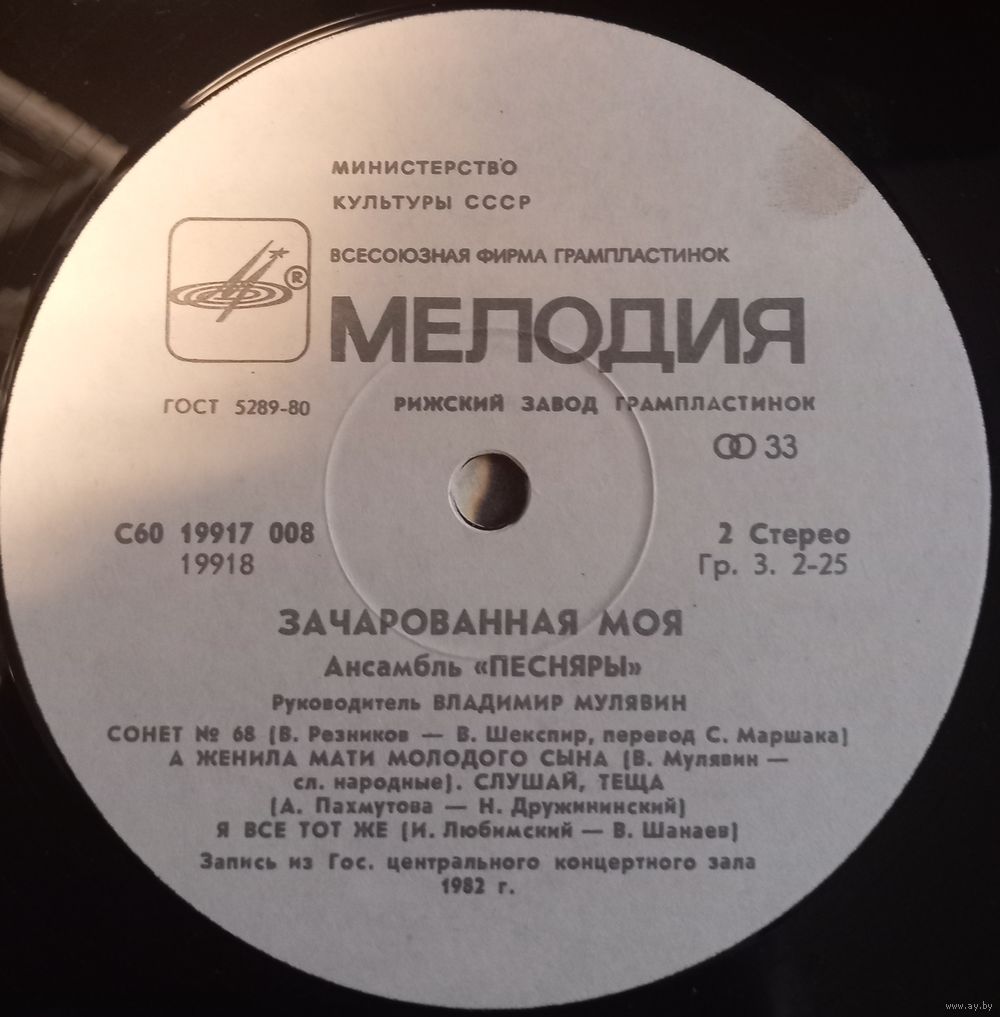 МИНИСТЕРСТВО
КУЛЬТУРЫ СССР
ВСЕСОЮЗНАЯ ФИРМА ГРАМПЛАСТИНОК
®
МЕЛОДИЯ
ГОСТ 5289-80
РИЖСКИЙ ЗАВОД ГРАМПЛАСТИНОК
33
С60 19917 008
2 Стерео
19918
Гр. 3. 2-25
ЗАЧАРОВАННАЯ МОЯ
Ансамбль «ПЕСНЯРЫ»
Руководитель ВЛАДИМИР МУЛЯВИН
СОНЕТ № 68 (В. Резников — В. Шекспир, перевод С. Маршака)
А ЖЕНИЛА МАТИ МОЛОДОГО СЫНА (В. Мулявин —
сл. народные). СЛУШАЙ, ТЕЩА
(А. Пахмутова — Н. Дружининский)
Я ВСЕ ТОТ ЖЕ (И. Любимский — В. Шанаев)
Запись из Гос. центрального концертного зала
1982 г.
www.ay.by